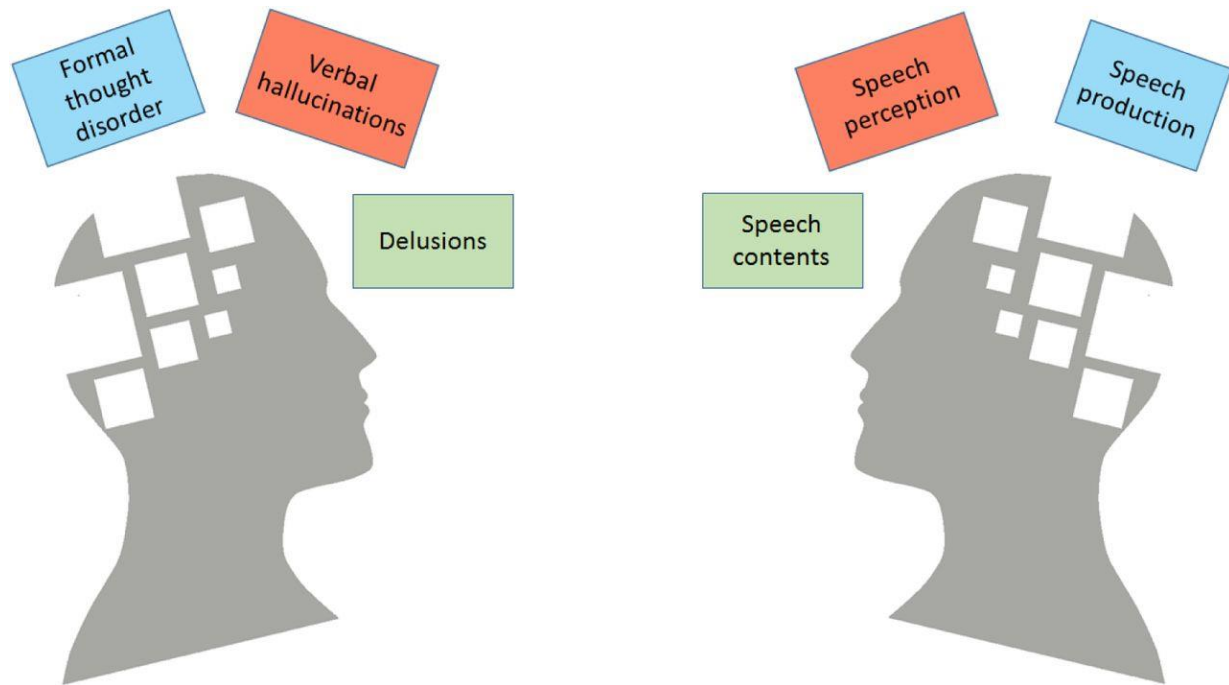 Formal
thought
disorder
Verbal
hallucinations
Delusions
Speech
perception
Speech
production
Speech
contents